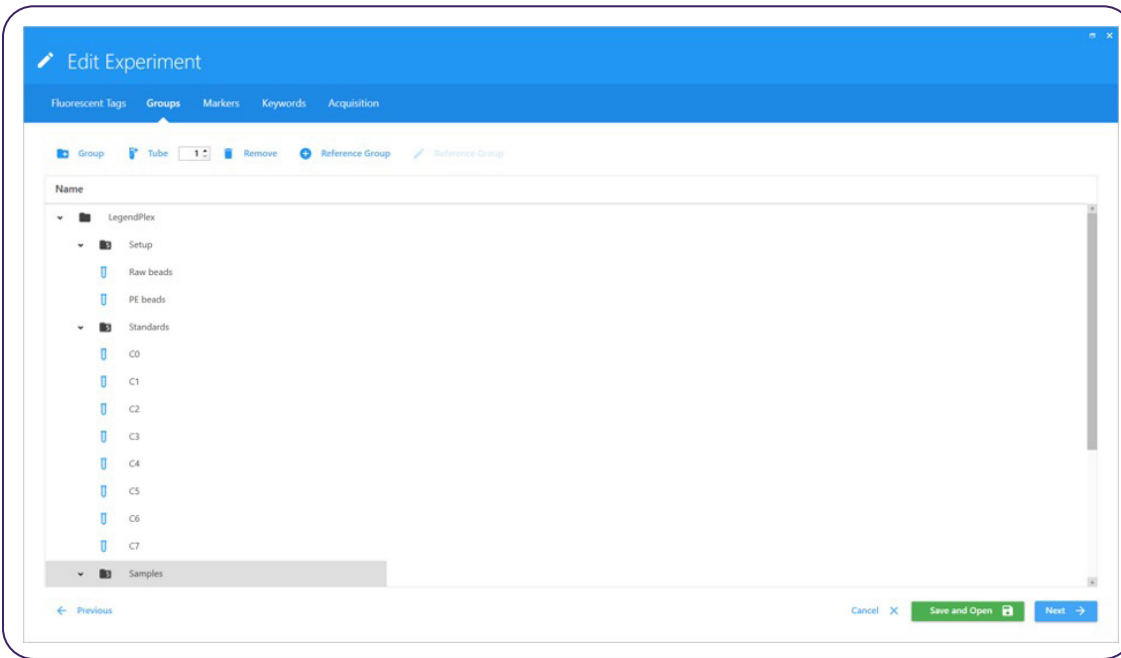 Edit Experiment
Fluorescent Tags Groups Markers Keywords Acquisition
Group Tube 1 Remove Reference Group Reference Group
Name
LegendPlex
Setup
Raw beads
PE beads
Standards
C0
C1
C2
C3
C4
C5
C6
C7
Samples
Previous Cancel Save and Open Next